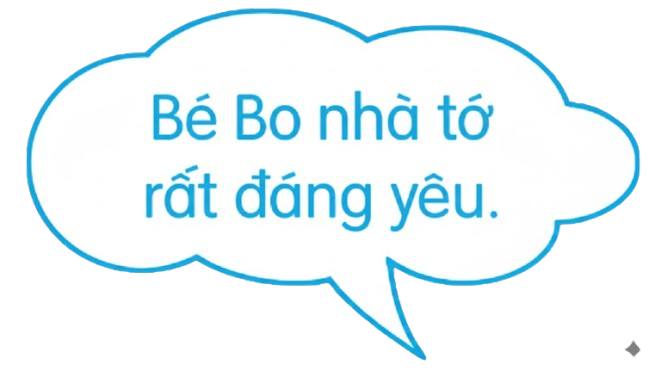 Bé Bo nhà tớ
rất đáng yêu.